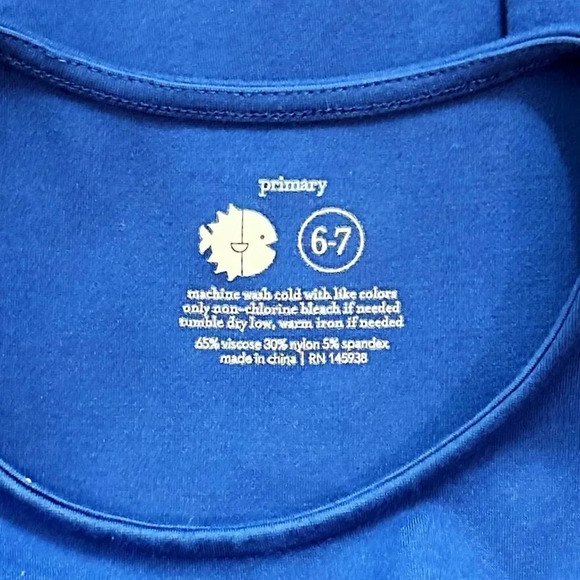 primary
6-7
machine wash cold with like colors
only non-chlorine bleach if needed
tumble dry low, warm iron if needed
65% viscose 30% nylon 5% spandex
made in china | RN 145938